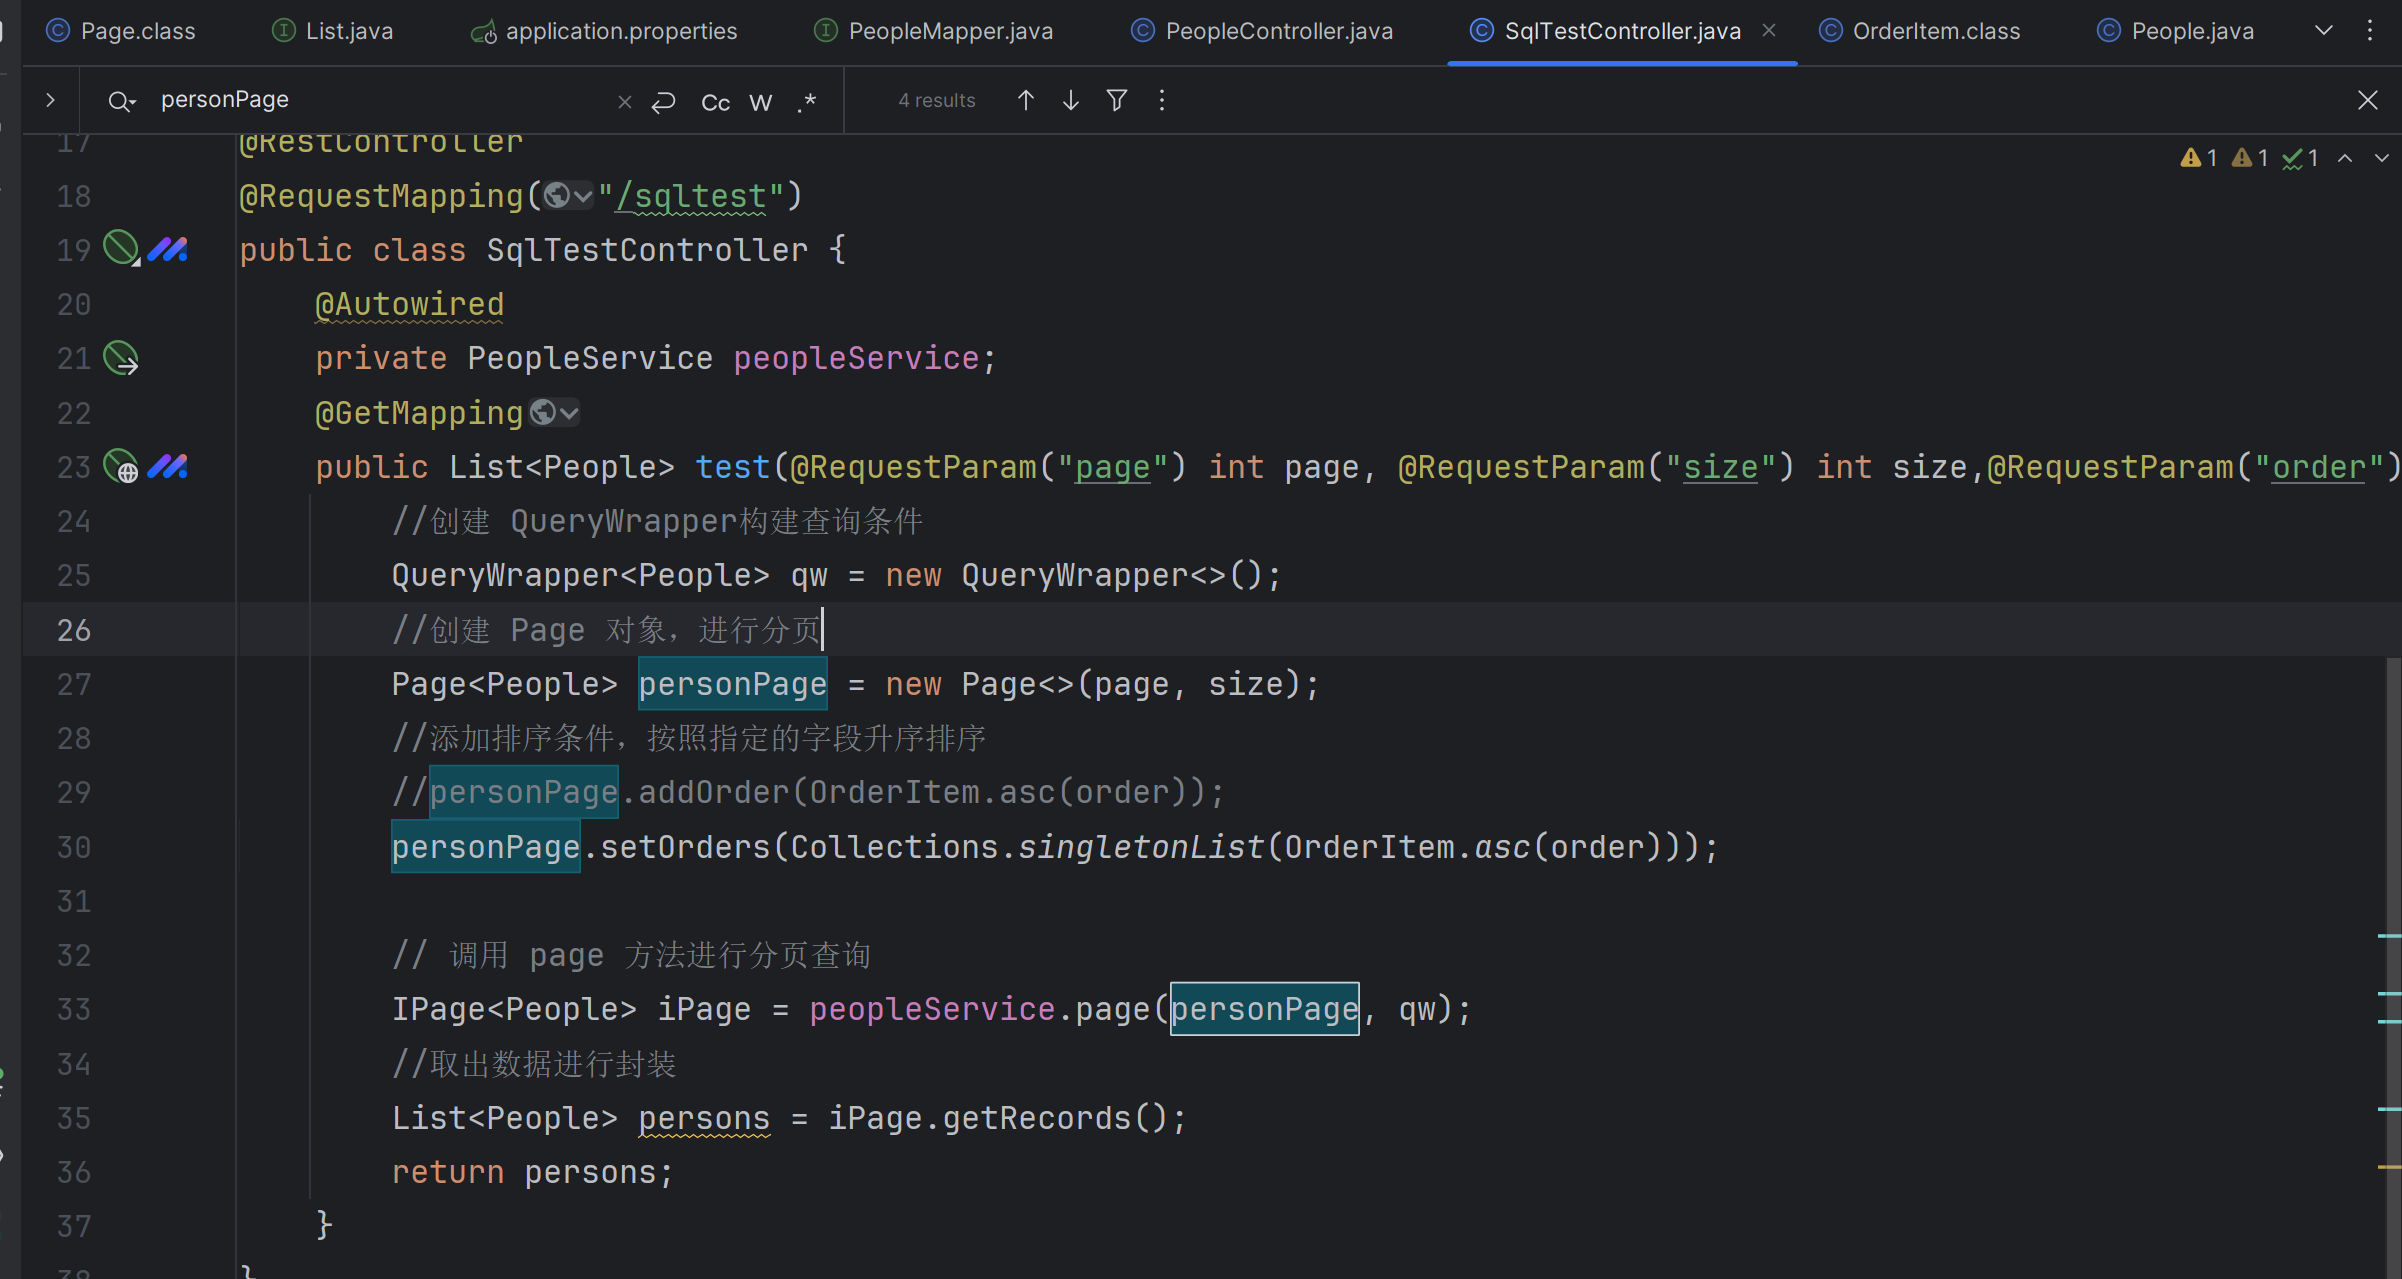 Page.class List.java application.properties PeopleMapper.java PeopleController.java SqlTestController.java OrderItem.class People.java
personPage Cc W .* 4 results
17 @RestController
1 1 1
18 @RequestMapping("/sqltest")
19 public class SqlTestController {
20 @Autowired
21 private PeopleService peopleService;
22 @GetMapping
23 public List<People> test(@RequestParam("page") int page, @RequestParam("size") int size,@RequestParam("order")
24 //创建 QueryWrapper构建查询条件
25 QueryWrapper<People> qw = new QueryWrapper<>();
26 //创建 Page 对象，进行分页
27 Page<People> personPage = new Page<>(page, size);
28 //添加排序条件，按照指定的字段升序排序
29 //personPage.addOrder(OrderItem.asc(order));
30 personPage.setOrders(Collections.singletonList(OrderItem.asc(order)));
31
32 // 调用 page 方法进行分页查询
33 IPage<People> iPage = peopleService.page(personPage, qw);
34 //取出数据进行封装
35 List<People> persons = iPage.getRecords();
36 return persons;
37 }
38 }